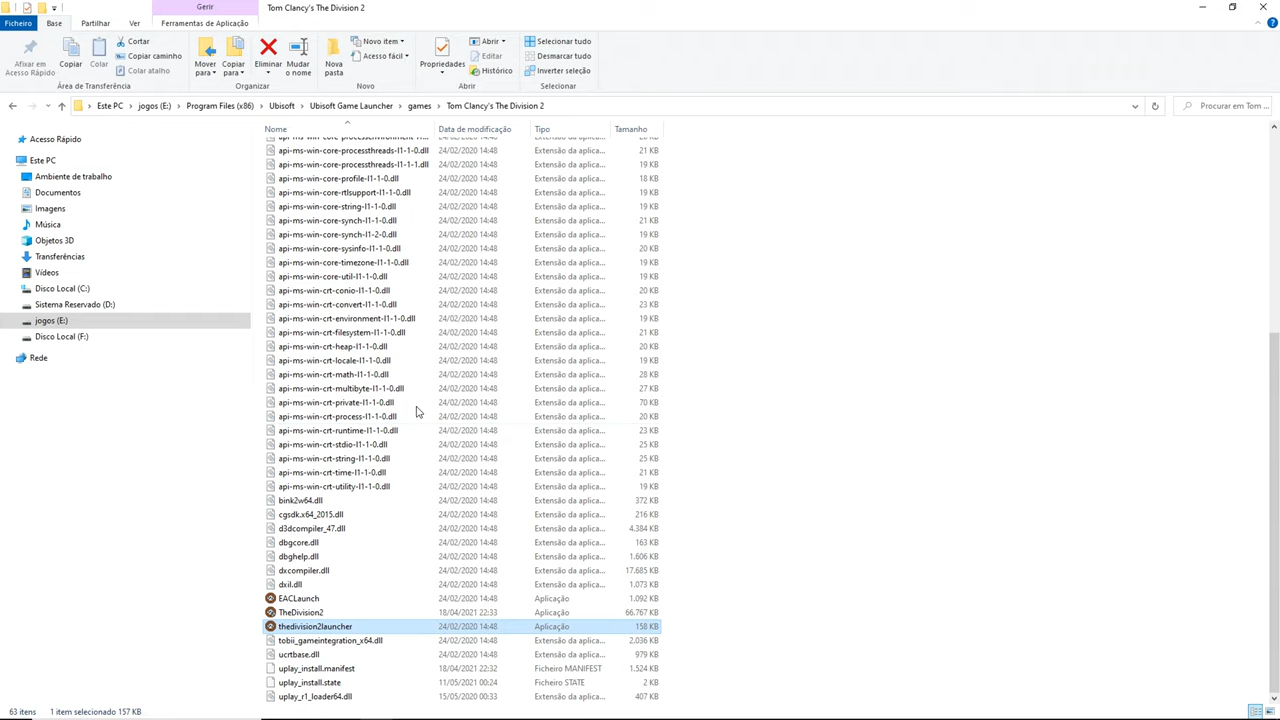 Gerir
Tom Clancy's The Division 2
Ficheiro
Base
Partilhar
Ver
Ferramentas de Aplicação
Afixar em
Acesso Rápido
Copiar
Colar
Cortar
Copiar caminho
Colar atalho
Área de Transferência
Mover
para
Copiar
para
Eliminar
Mudar
o nome
Organizar
Nova
pasta
Novo item
Acesso fácil
Novo
Propriedades
Abrir
Editar
Histórico
Abrir
Selecionar tudo
Desmarcar tudo
Inverter seleção
Selecionar
Este PC > jogos (E:) > Program Files (x86) > Ubisoft > Ubisoft Game Launcher > games > Tom Clancy's The Division 2
Procurar em Tom ...
Acesso Rápido
Este PC
Ambiente de trabalho
Documentos
Imagens
Música
Objetos 3D
Transferências
Vídeos
Disco Local (C:)
Sistema Reservado (D:)
jogos (E:)
Disco Local (F:)
Rede
Nome Data de modificação Tipo Tamanho
api-ms-win-core-processthreads-l1-1-0.dll 24/02/2020 14:48 Extensão da aplica... 21 KB
api-ms-win-core-processthreads-l1-1-1.dll 24/02/2020 14:48 Extensão da aplica... 19 KB
api-ms-win-core-profile-l1-1-0.dll 24/02/2020 14:48 Extensão da aplica... 18 KB
api-ms-win-core-rtlsupport-l1-1-0.dll 24/02/2020 14:48 Extensão da aplica... 19 KB
api-ms-win-core-string-l1-1-0.dll 24/02/2020 14:48 Extensão da aplica... 19 KB
api-ms-win-core-synch-l1-1-0.dll 24/02/2020 14:48 Extensão da aplica... 21 KB
api-ms-win-core-synch-l1-2-0.dll 24/02/2020 14:48 Extensão da aplica... 19 KB
api-ms-win-core-sysinfo-l1-1-0.dll 24/02/2020 14:48 Extensão da aplica... 20 KB
api-ms-win-core-timezone-l1-1-0.dll 24/02/2020 14:48 Extensão da aplica... 19 KB
api-ms-win-core-util-l1-1-0.dll 24/02/2020 14:48 Extensão da aplica... 19 KB
api-ms-win-crt-conio-l1-1-0.dll 24/02/2020 14:48 Extensão da aplica... 20 KB
api-ms-win-crt-convert-l1-1-0.dll 24/02/2020 14:48 Extensão da aplica... 23 KB
api-ms-win-crt-environment-l1-1-0.dll 24/02/2020 14:48 Extensão da aplica... 19 KB
api-ms-win-crt-filesystem-l1-1-0.dll 24/02/2020 14:48 Extensão da aplica... 21 KB
api-ms-win-crt-heap-l1-1-0.dll 24/02/2020 14:48 Extensão da aplica... 20 KB
api-ms-win-crt-locale-l1-1-0.dll 24/02/2020 14:48 Extensão da aplica... 19 KB
api-ms-win-crt-math-l1-1-0.dll 24/02/2020 14:48 Extensão da aplica... 28 KB
api-ms-win-crt-multibyte-l1-1-0.dll 24/02/2020 14:48 Extensão da aplica... 27 KB
api-ms-win-crt-private-l1-1-0.dll 24/02/2020 14:48 Extensão da aplica... 70 KB
api-ms-win-crt-process-l1-1-0.dll 24/02/2020 14:48 Extensão da aplica... 20 KB
api-ms-win-crt-runtime-l1-1-0.dll 24/02/2020 14:48 Extensão da aplica... 23 KB
api-ms-win-crt-stdio-l1-1-0.dll 24/02/2020 14:48 Extensão da aplica... 25 KB
api-ms-win-crt-string-l1-1-0.dll 24/02/2020 14:48 Extensão da aplica... 25 KB
api-ms-win-crt-time-l1-1-0.dll 24/02/2020 14:48 Extensão da aplica... 21 KB
api-ms-win-crt-utility-l1-1-0.dll 24/02/2020 14:48 Extensão da aplica... 19 KB
bink2w64.dll 24/02/2020 14:48 Extensão da aplica... 372 KB
cgsdk.x64_2015.dll 24/02/2020 14:48 Extensão da aplica... 216 KB
d3dcompiler_47.dll 24/02/2020 14:48 Extensão da aplica... 4.384 KB
dbgcore.dll 24/02/2020 14:48 Extensão da aplica... 163 KB
dbghelp.dll 24/02/2020 14:48 Extensão da aplica... 1.606 KB
dxcompiler.dll 24/02/2020 14:48 Extensão da aplica... 17.685 KB
dxil.dll 24/02/2020 14:48 Extensão da aplica... 1.073 KB
EACLaunch 24/02/2020 14:48 Aplicação 1.092 KB
TheDivision2 18/04/2021 22:33 Aplicação 66.767 KB
thedivision2launcher 24/02/2020 14:48 Aplicação 158 KB
tobii_gameintegration_x64.dll 24/02/2020 14:48 Extensão da aplica... 2.036 KB
ucrtbase.dll 24/02/2020 14:48 Extensão da aplica... 979 KB
uplay_install.manifest 18/04/2021 22:32 Ficheiro MANIFEST 1.524 KB
uplay_install.state 11/05/2021 00:24 Ficheiro STATE 2 KB
uplay_r1_loader64.dll 15/05/2020 00:33 Extensão da aplica... 407 KB
63 itens 1 item selecionado 157 KB